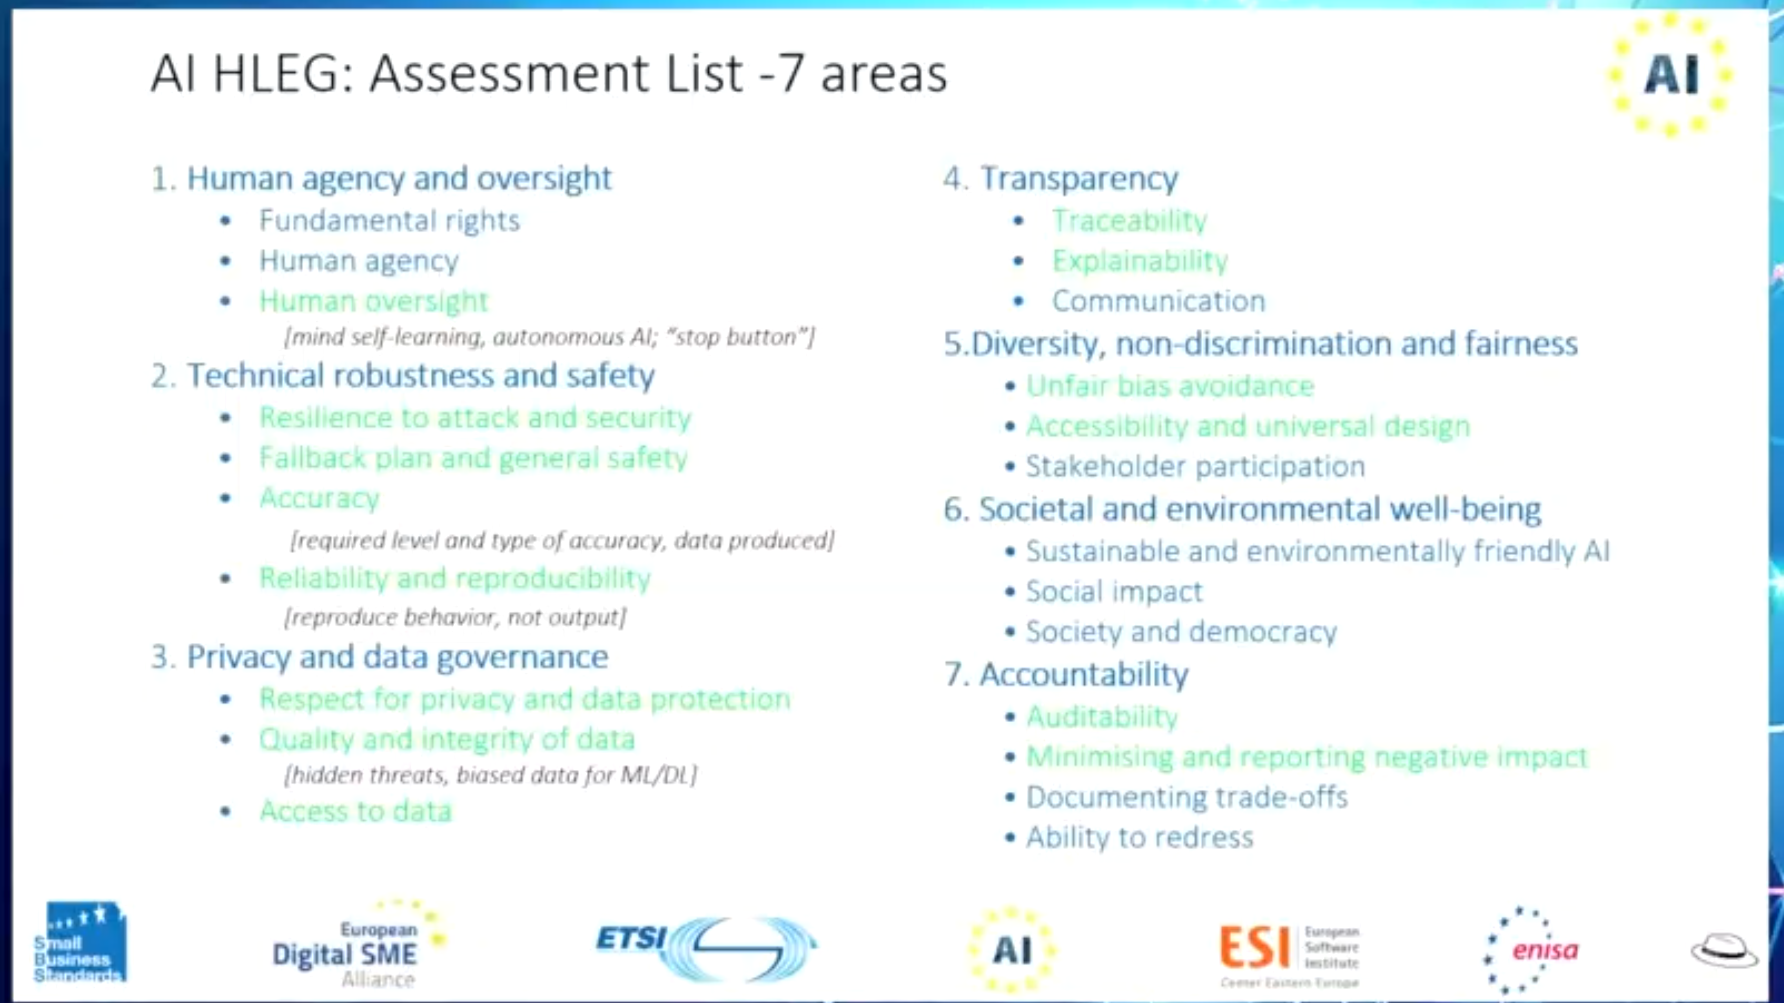 AI HLEG: Assessment List -7 areas
AI
1. Human agency and oversight
• Fundamental rights
• Human agency
• Human oversight
[mind self-learning, autonomous AI; "stop button"]
2. Technical robustness and safety
• Resilience to attack and security
• Fallback plan and general safety
• Accuracy
[required level and type of accuracy, data produced]
• Reliability and reproducibility
[reproduce behavior, not output]
3. Privacy and data governance
• Respect for privacy and data protection
• Quality and integrity of data
[hidden threats, biased data for ML/DL]
• Access to data
4. Transparency
• Traceability
• Explainability
• Communication
5.Diversity, non-discrimination and fairness
• Unfair bias avoidance
• Accessibility and universal design
• Stakeholder participation
6. Societal and environmental well-being
• Sustainable and environmentally friendly AI
• Social impact
• Society and democracy
7. Accountability
• Auditability
• Minimising and reporting negative impact
• Documenting trade-offs
• Ability to redress
Small
Business
Standards
European
Digital SME
Alliance
ETSI
AI
ESI
European
Software
Institute
Center Eastern Europe
enisa